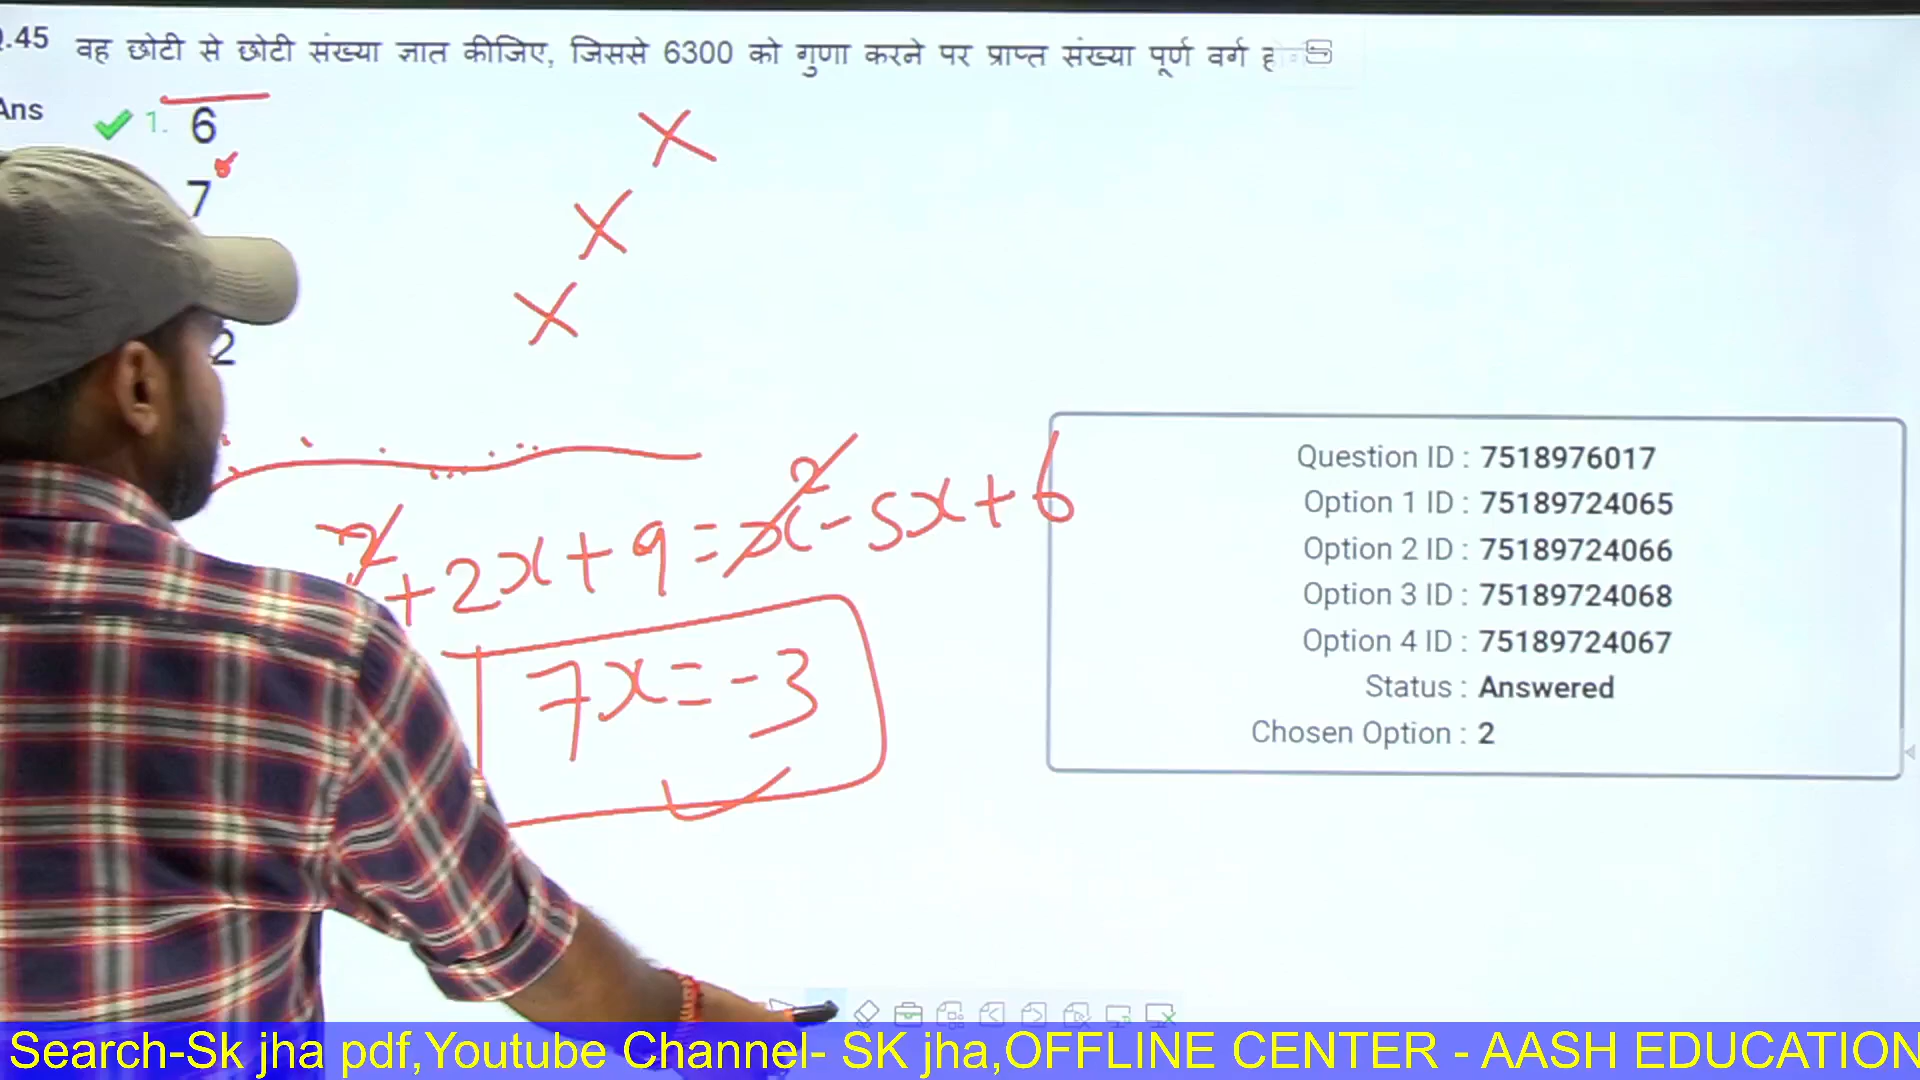 .45 वह छोटी से छोटी संख्या ज्ञात कीजिए, जिससे 6300 को गुणा करने पर प्राप्त संख्या पूर्ण वर्ग
Ans 1. 6
7
2
+2x+9=x²-5x+6
7x=-3
Question ID : 7518976017
Option 1 ID : 75189724065
Option 2 ID : 75189724066
Option 3 ID : 75189724068
Option 4 ID : 75189724067
Status : Answered
Chosen Option : 2
Search-Sk jha pdf,Youtube Channel- SK jha,OFFLINE CENTER - AASH EDUCATION